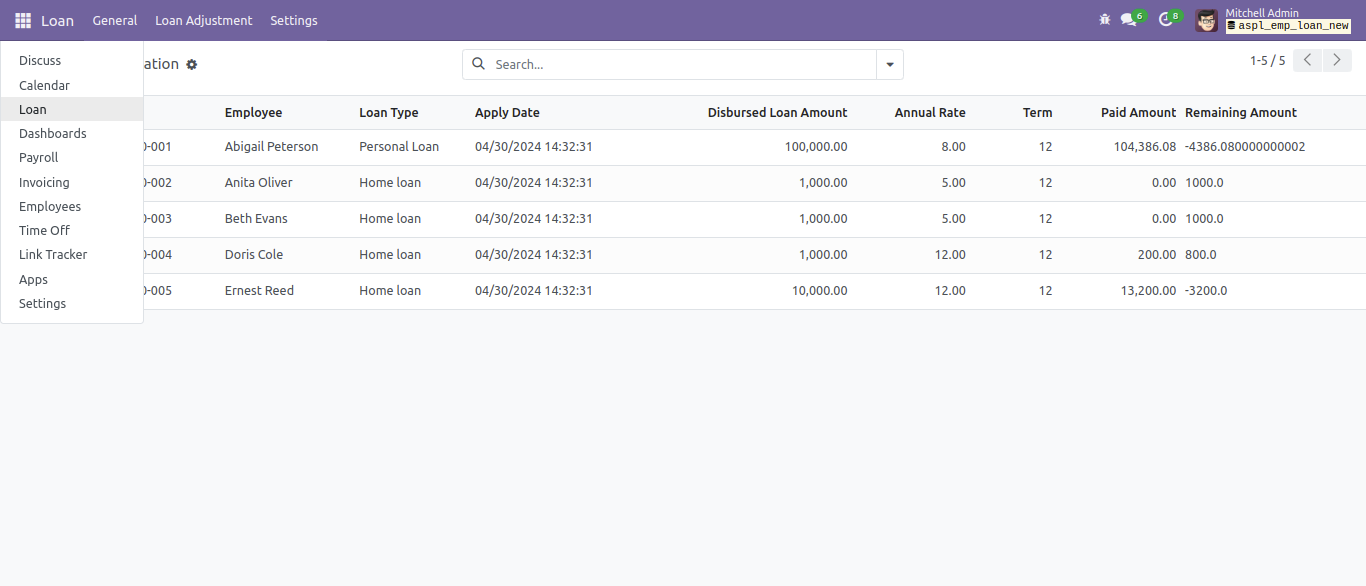 Loan General Loan Adjustment Settings 6 8 Mitchell Admin
aspl_emp_loan_new
Discuss
Calendar
Loan
Dashboards
Payroll
Invoicing
Employees
Time Off
Link Tracker
Apps
Settings
ation Search... 1-5 / 5
Employee Loan Type Apply Date Disbursed Loan Amount Annual Rate Term Paid Amount Remaining Amount
0-001 Abigail Peterson Personal Loan 04/30/2024 14:32:31 100,000.00 8.00 12 104,386.08 -4386.080000000002
0-002 Anita Oliver Home loan 04/30/2024 14:32:31 1,000.00 5.00 12 0.00 1000.0
0-003 Beth Evans Home loan 04/30/2024 14:32:31 1,000.00 5.00 12 0.00 1000.0
0-004 Doris Cole Home loan 04/30/2024 14:32:31 1,000.00 12.00 12 200.00 800.0
0-005 Ernest Reed Home loan 04/30/2024 14:32:31 10,000.00 12.00 12 13,200.00 -3200.0